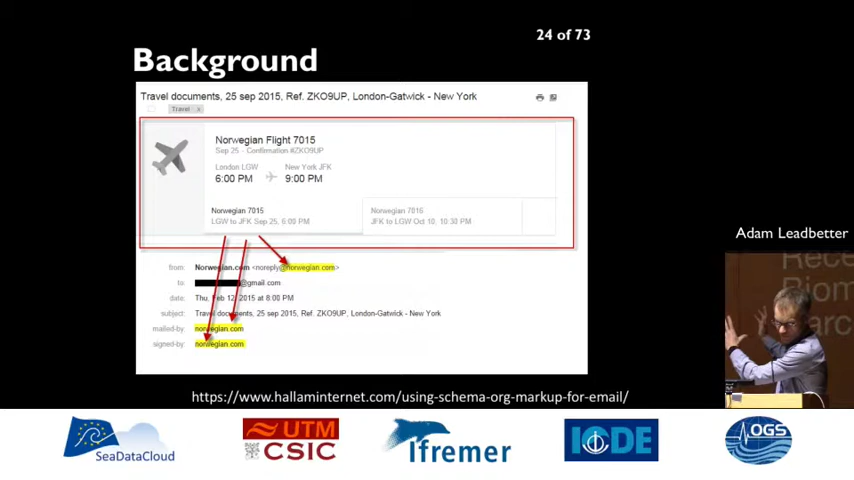 24 of 73
Background
Travel documents, 25 sep 2015, Ref. ZKO9UP, London-Gatwick - New York
Travel x
Norwegian Flight 7015
Sep 25 - Confirmation #ZKO9UP
London LGW New York JFK
6:00 PM 9:00 PM
Norwegian 7015 Norwegian 7016
LGW to JFK Sep 25, 6:00 PM JFK to LGW Oct 10, 10:30 PM
from: Norwegian.com <noreply@norwegian.com>
to: @gmail.com
date: Thu, Feb 12, 2015 at 8:00 PM
subject: Travel documents, 25 sep 2015, Ref. ZKO9UP, London-Gatwick - New York
mailed-by: norwegian.com
signed-by: norwegian.com
https://www.hallaminternet.com/using-schema-org-markup-for-email/
Adam Leadbetter
Rece
Biom
arc
SeaDataCloud
UTM
CSIC
Ifremer
IODE
OGS